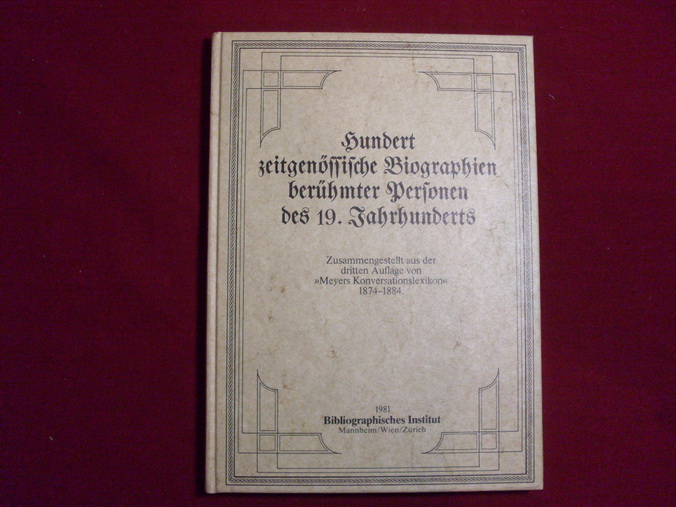 Hundert
zeitgenössische Biographien
berühmter Personen
des 19. Jahrhunderts
Zusammengestellt aus der
dritten Auflage von
»Meyers Konversationslexikon«
1874–1884.
1981
Bibliographisches Institut
Mannheim/Wien/Zürich